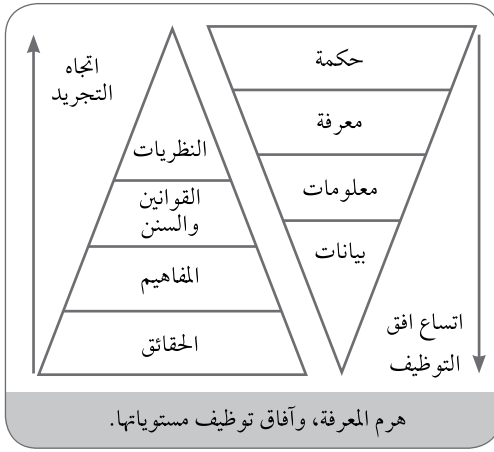 حكمة
معرفة
معلومات
بيانات
اتساع افق
التوظيف
اتجاه
التجريد
النظريات
القوانين
والسنن
المفاهيم
الحقائق
هرم المعرفة، وآفاق توظيف مستوياتها.